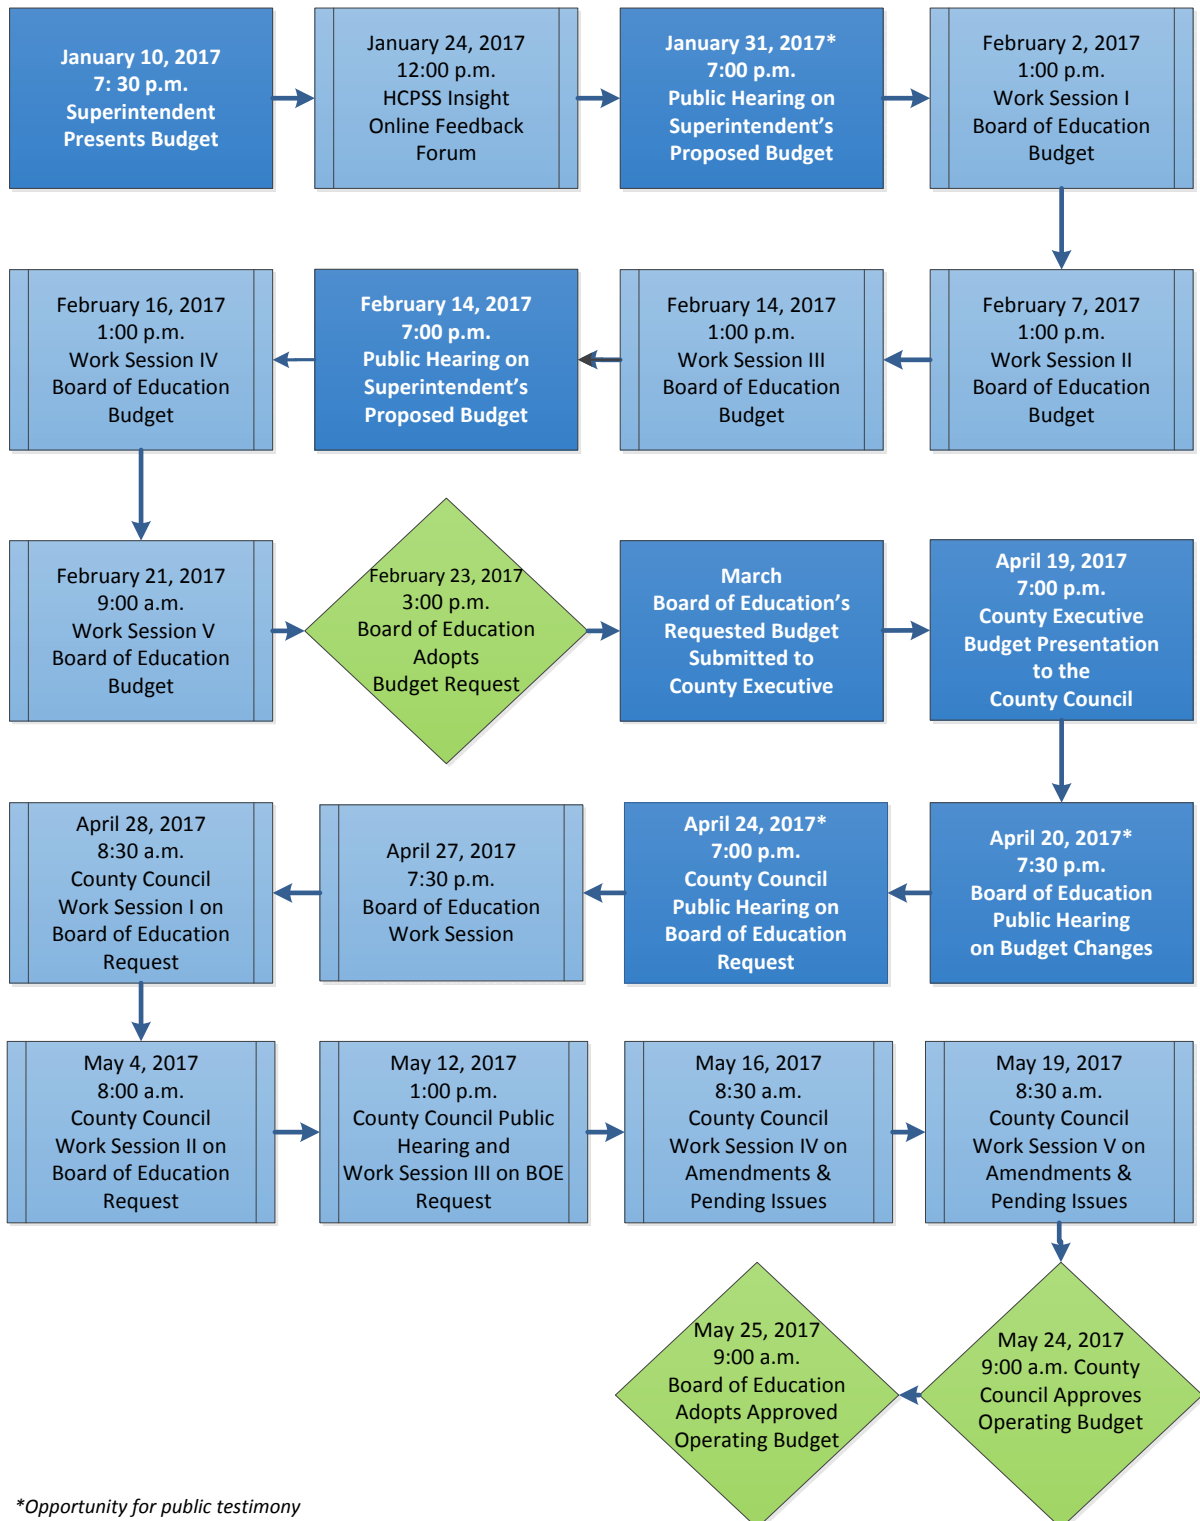 January 10, 2017
7: 30 p.m.
Superintendent
Presents Budget
January 24, 2017
12:00 p.m.
HCPSS Insight
Online Feedback
Forum
January 31, 2017*
7:00 p.m.
Public Hearing on
Superintendent's
Proposed Budget
February 2, 2017
1:00 p.m.
Work Session I
Board of Education
Budget
February 7, 2017
1:00 p.m.
Work Session II
Board of Education
Budget
February 14, 2017
1:00 p.m.
Work Session III
Board of Education
Budget
February 14, 2017
7:00 p.m.
Public Hearing on
Superintendent's
Proposed Budget
February 16, 2017
1:00 p.m.
Work Session IV
Board of Education
Budget
February 21, 2017
9:00 a.m.
Work Session V
Board of Education
Budget
February 23, 2017
3:00 p.m.
Board of Education
Adopts
Budget Request
March
Board of Education's
Requested Budget
Submitted to
County Executive
April 19, 2017
7:00 p.m.
County Executive
Budget Presentation
to the
County Council
April 20, 2017*
7:30 p.m.
Board of Education
Public Hearing
on Budget Changes
April 24, 2017*
7:00 p.m.
County Council
Public Hearing on
Board of Education
Request
April 27, 2017
7:30 p.m.
Board of Education
Work Session
April 28, 2017
8:30 a.m.
County Council
Work Session I on
Board of Education
Request
May 4, 2017
8:00 a.m.
County Council
Work Session II on
Board of Education
Request
May 12, 2017
1:00 p.m.
County Council Public
Hearing and
Work Session III on BOE
Request
May 16, 2017
8:30 a.m.
County Council
Work Session IV on
Amendments &
Pending Issues
May 19, 2017
8:30 a.m.
County Council
Work Session V on
Amendments &
Pending Issues
May 24, 2017
9:00 a.m. County
Council Approves
Operating Budget
May 25, 2017
9:00 a.m.
Board of Education
Adopts Approved
Operating Budget
*Opportunity for public testimony